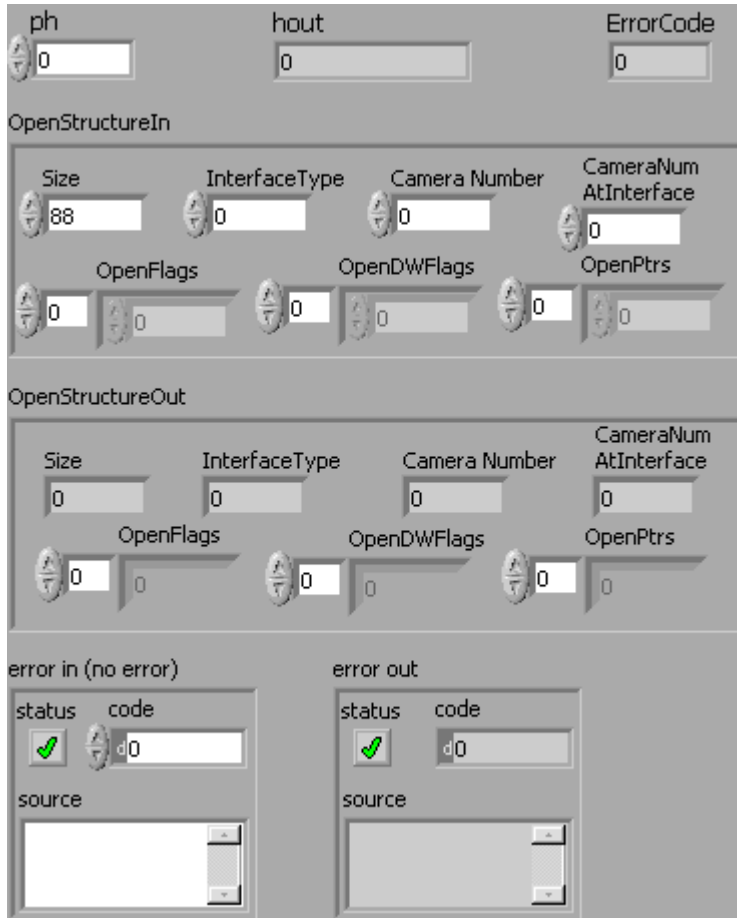 ph hout ErrorCode
0 0 0
OpenStructureIn
Size InterfaceType Camera Number CameraNum
AtInterface
88 0 0 0
OpenFlags OpenDWFlags OpenPtrs
0 0 0 0 0 0
OpenStructureOut
Size InterfaceType Camera Number CameraNum
AtInterface
0 0 0 0
OpenFlags OpenDWFlags OpenPtrs
0 0 0 0 0 0
error in (no error) error out
status code status code
d0 d0
source source